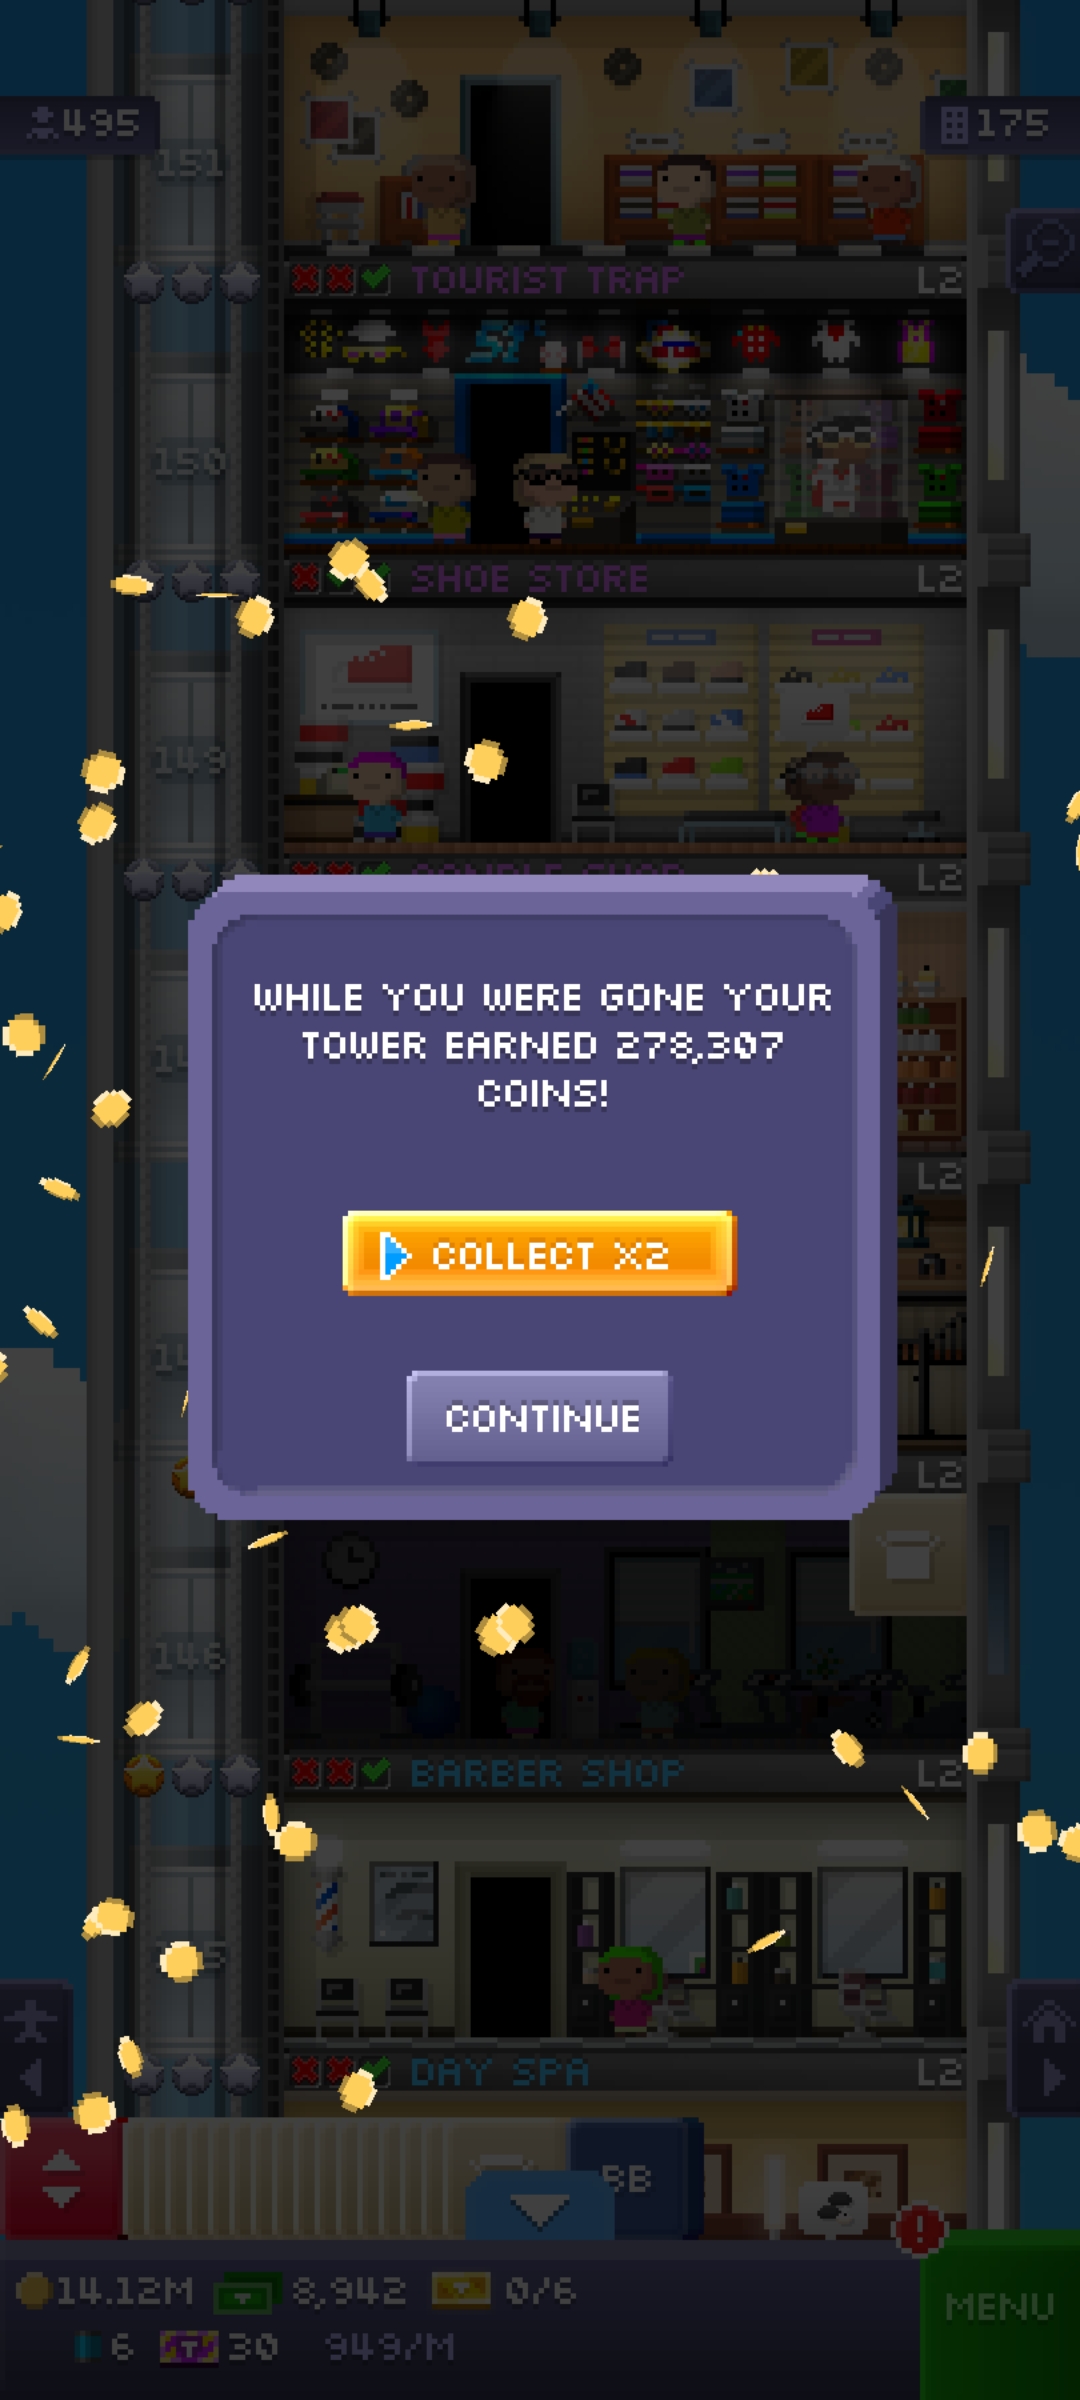 495
175
151
TOURIST TRAP
L2
150
SHOE STORE
L2
149
L2
WHILE YOU WERE GONE YOUR
TOWER EARNED 278,307
COINS!
L2
COLLECT X2
CONTINUE
L2
146
BARBER SHOP
L2
DAY SPA
L2
BB
14.12M
8,942
0/6
MENU
6
30
949/M